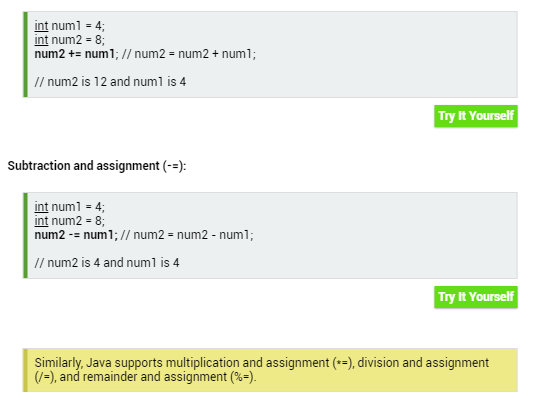 int num1 = 4;
int num2 = 8;
num2 += num1; // num2 = num2 + num1;
// num2 is 12 and num1 is 4
Try It Yourself
Subtraction and assignment (-=):
int num1 = 4;
int num2 = 8;
num2 -= num1; // num2 = num2 - num1;
// num2 is 4 and num1 is 4
Try It Yourself
Similarly, Java supports multiplication and assignment (*=), division and assignment
(/=), and remainder and assignment (%=).